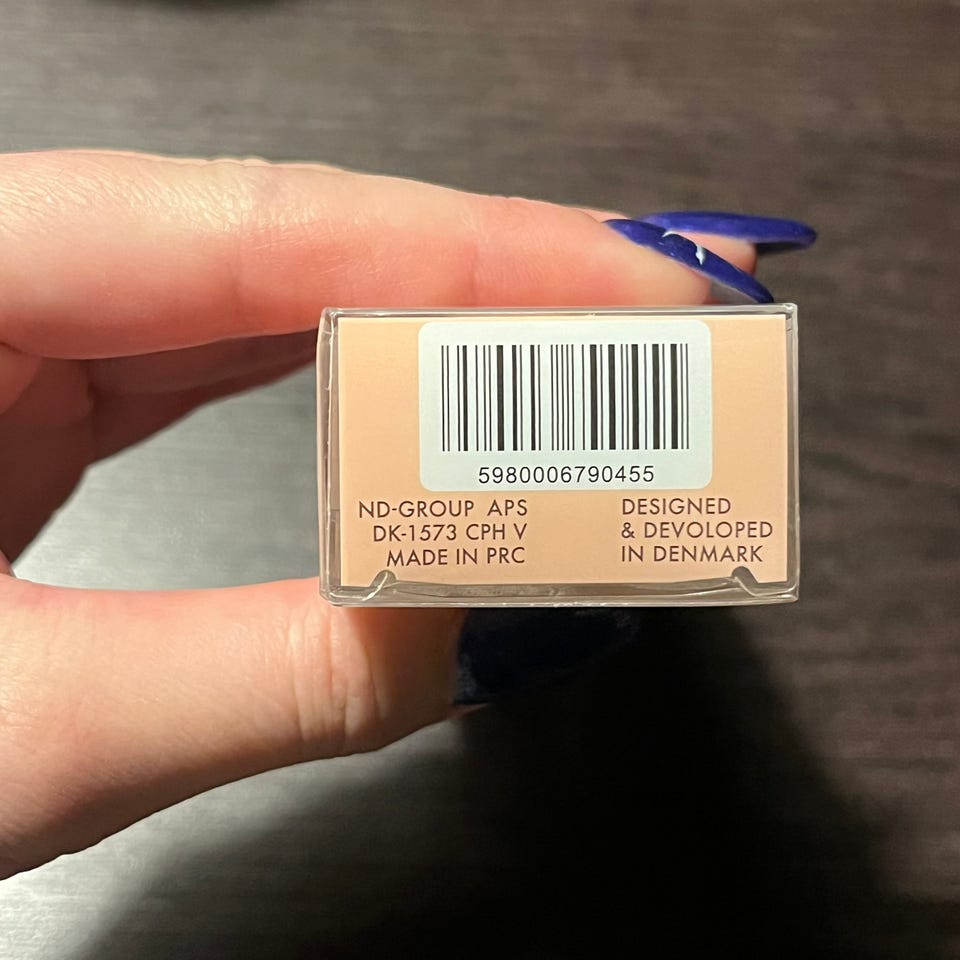 5980006790455
ND-GROUP APS
DK-1573 CPH V
MADE IN PRC
DESIGNED
& DEVOLOPED
IN DENMARK